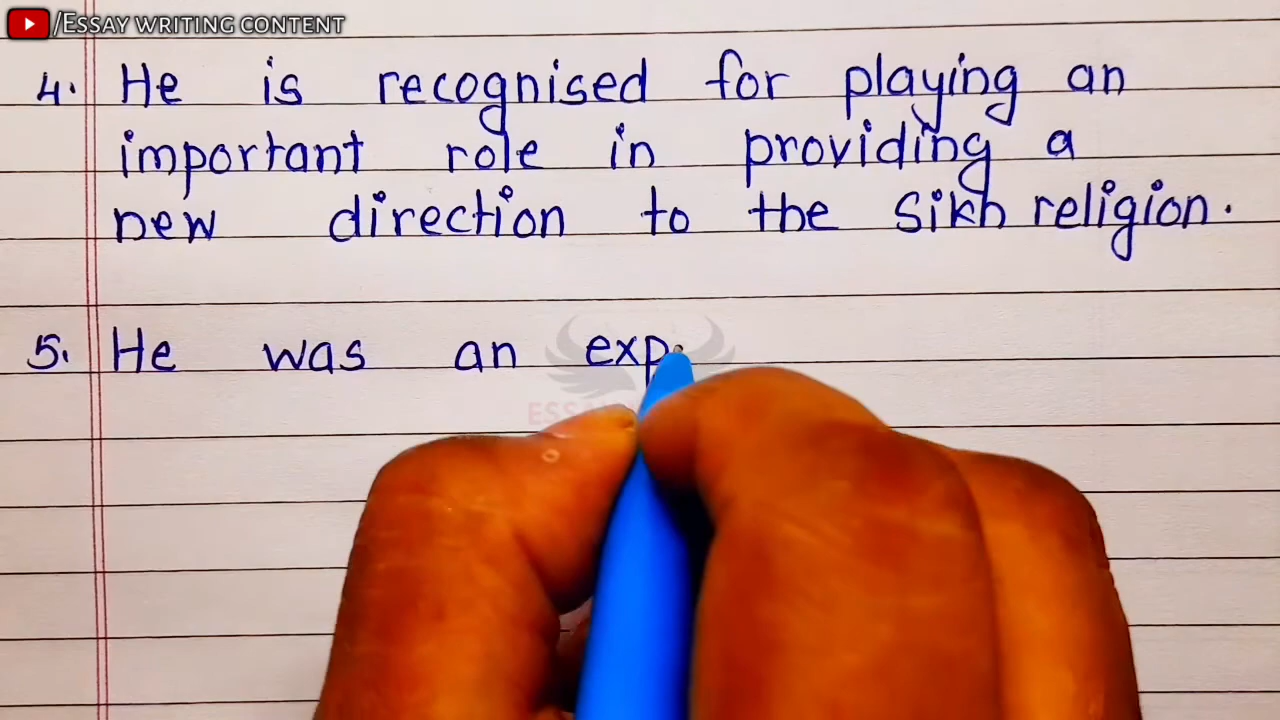 /ESSAY WRITING CONTENT
4. He is recognised for playing an
important role in providing a
new direction to the Sikh religion.
5. He was an exp